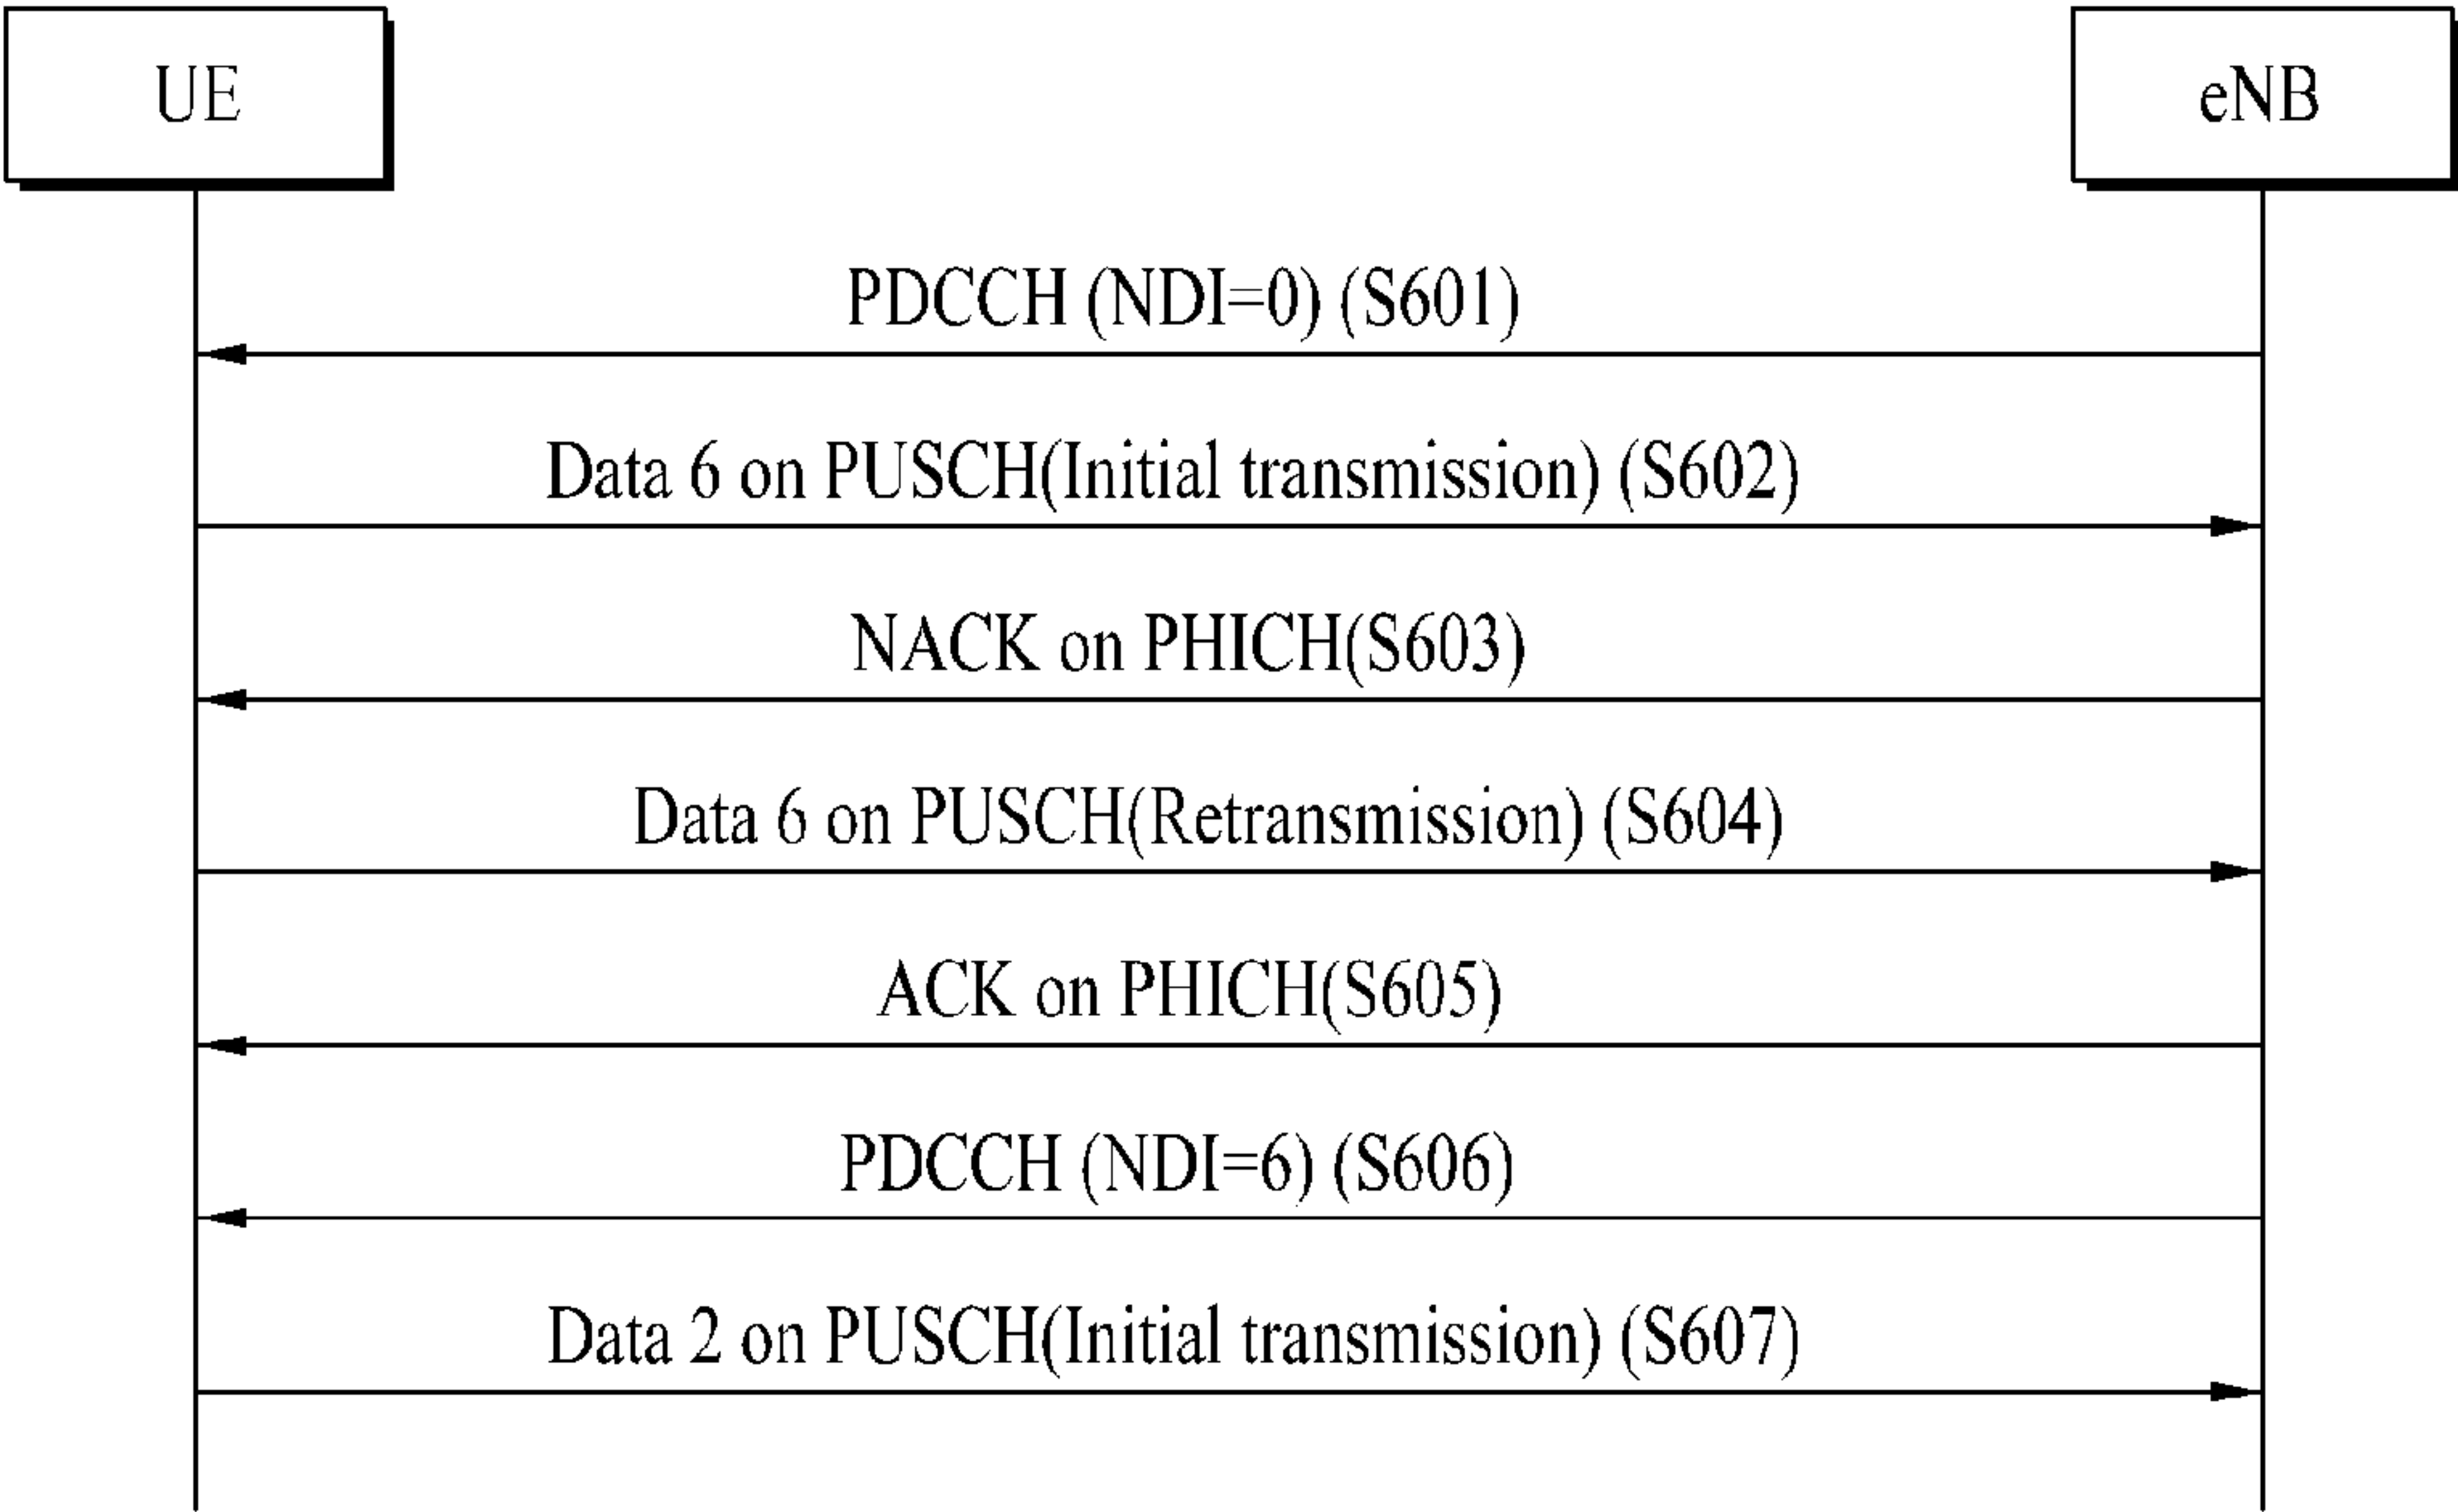 UE
eNB
PDCCH (NDI=0) (S601)
Data 6 on PUSCH(Initial transmission) (S602)
NACK on PHICH(S603)
Data 6 on PUSCH(Retransmission) (S604)
ACK on PHICH(S605)
PDCCH (NDI=6) (S606)
Data 2 on PUSCH(Initial transmission) (S607)